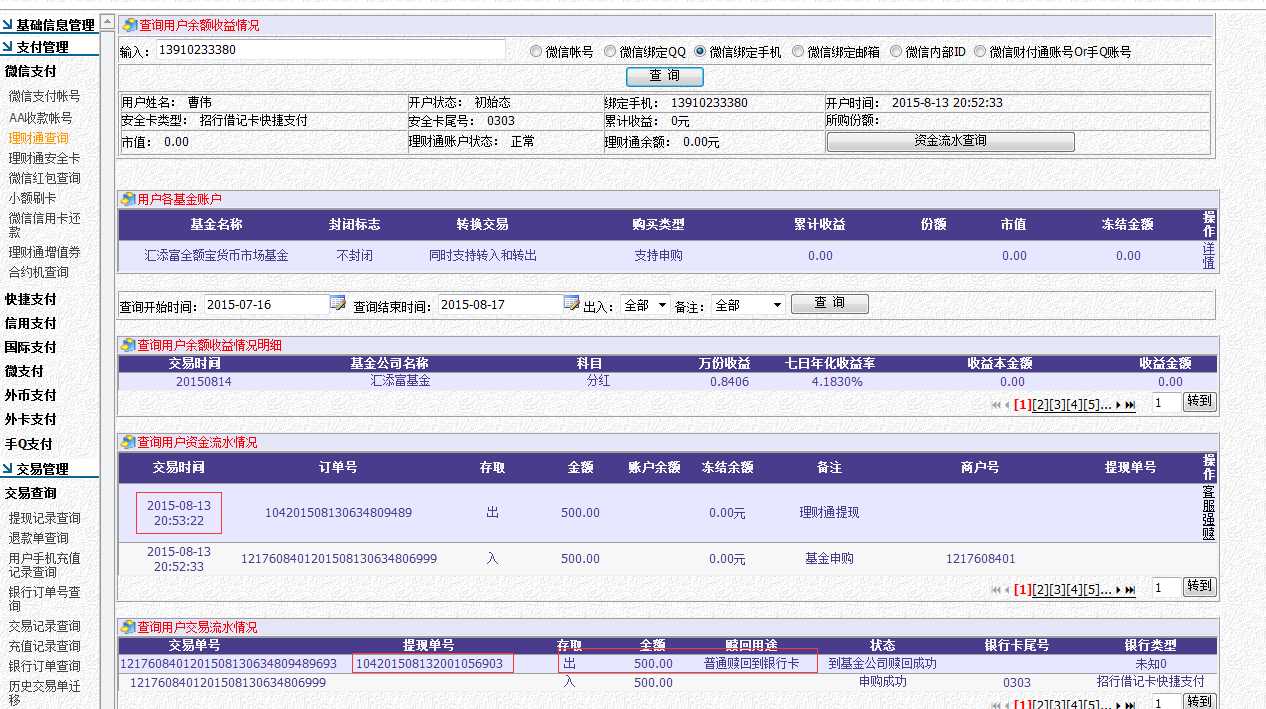 基础信息管理
支付管理
微信支付
微信支付帐号
AA收款帐号
理财通查询
理财通安全卡
微信红包查询
小额刷卡
微信信用卡还
款
理财通增值券
合约机查询
快捷支付
信用支付
国际支付
微支付
外币支付
外卡支付
手Q支付
交易管理
交易查询
提现记录查询
退款单查询
用户手机充值
记录查询
银行订单号查
询
交易记录查询
充值记录查询
银行订单查询
历史交易单迁
移
查询用户余额收益情况
输入： 13910233380 微信帐号 微信绑定QQ 微信绑定手机 微信绑定邮箱 微信内部ID 微信财付通账号Or手Q账号
查 询
用户姓名： 曹伟 开户状态： 初始态 绑定手机： 13910233380 开户时间： 2015-8-13 20:52:33
安全卡类型： 招行借记卡快捷支付 安全卡尾号： 0303 累计收益： 0元 所购份额：
市值： 0.00 理财通账户状态： 正常 理财通余额： 0.00元 资金流水查询
用户各基金账户
基金名称 封闭标志 转换交易 购买类型 累计收益 份额 市值 冻结金额 操作
汇添富全额宝货币市场基金 不封闭 同时支持转入和转出 支持申购 0.00 0.00 0.00 详情
查询开始时间： 2015-07-16 查询结束时间： 2015-08-17 出入： 全部 备注： 全部 查 询
查询用户余额收益情况明细
交易时间 基金公司名称 科目 万份收益 七日年化收益率 收益本金额 收益金额
20150814 汇添富基金 分红 0.8406 4.1830% 0.00 0.00
[1][2][3][4][5]... 1 转到
查询用户资金流水情况
交易时间 订单号 存取 金额 账户余额 冻结余额 备注 商户号 提现单号 操作
2015-08-13
20:53:22 104201508130634809489 出 500.00 0.00元 理财通提现 客服强赎
2015-08-13
20:52:33 1217608401201508130634806999 入 500.00 0.00元 基金申购 1217608401
[1][2][3][4][5]... 1 转到
查询用户交易流水情况
交易单号 提现单号 存取 金额 赎回用途 状态 银行卡尾号 银行类型
1217608401201508130634809489693 104201508132001056903 出 500.00 普通赎回到银行卡 到基金公司赎回成功 未知0
1217608401201508130634806999 入 500.00 申购成功 0303 招行借记卡快捷支付
[1][2][3][4][5]... 1 转到